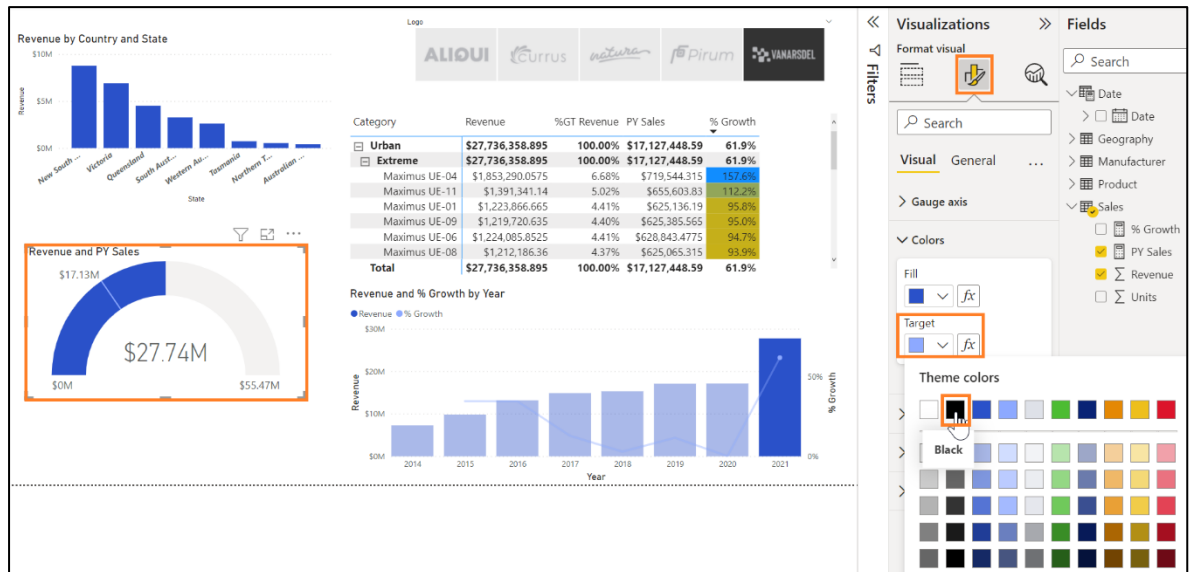 Revenue by Country and State
$10M
$5M
$0M
Revenue
New South ...
Victoria
Queensland
South Aust...
Western Au...
Tasmania
Northern T...
Australian ...
State
Logo
ALIQUI
Currus
natura
Pirum
VANARSDEL
Category Revenue %GT Revenue PY Sales % Growth
Urban $27,736,358.895 100.00% $17,127,448.59 61.9%
Extreme $27,736,358.895 100.00% $17,127,448.59 61.9%
Maximus UE-04 $1,853,290.0575 6.68% $719,544.315 157.6%
Maximus UE-11 $1,391,341.14 5.02% $655,603.83 112.2%
Maximus UE-01 $1,223,866.665 4.41% $625,136.19 95.8%
Maximus UE-09 $1,219,720.635 4.40% $625,385.565 95.0%
Maximus UE-06 $1,224,085.8525 4.41% $628,843.4775 94.7%
Maximus UE-08 $1,212,186.36 4.37% $625,065.315 93.9%
Total $27,736,358.895 100.00% $17,127,448.59 61.9%
Revenue and PY Sales
$17.13M
$27.74M
$0M $55.47M
Revenue and % Growth by Year
Revenue % Growth
$30M
$20M
$10M
$0M
Revenue
50%
0%
% Growth
2014 2015 2016 2017 2018 2019 2020 2021
Year
Filters
Visualizations
Format visual
Search
Visual General ...
Gauge axis
Colors
Fill
fx
Target
fx
Theme colors
Black
Fields
Search
Date
Date
Geography
Manufacturer
Product
Sales
% Growth
PY Sales
Revenue
Units